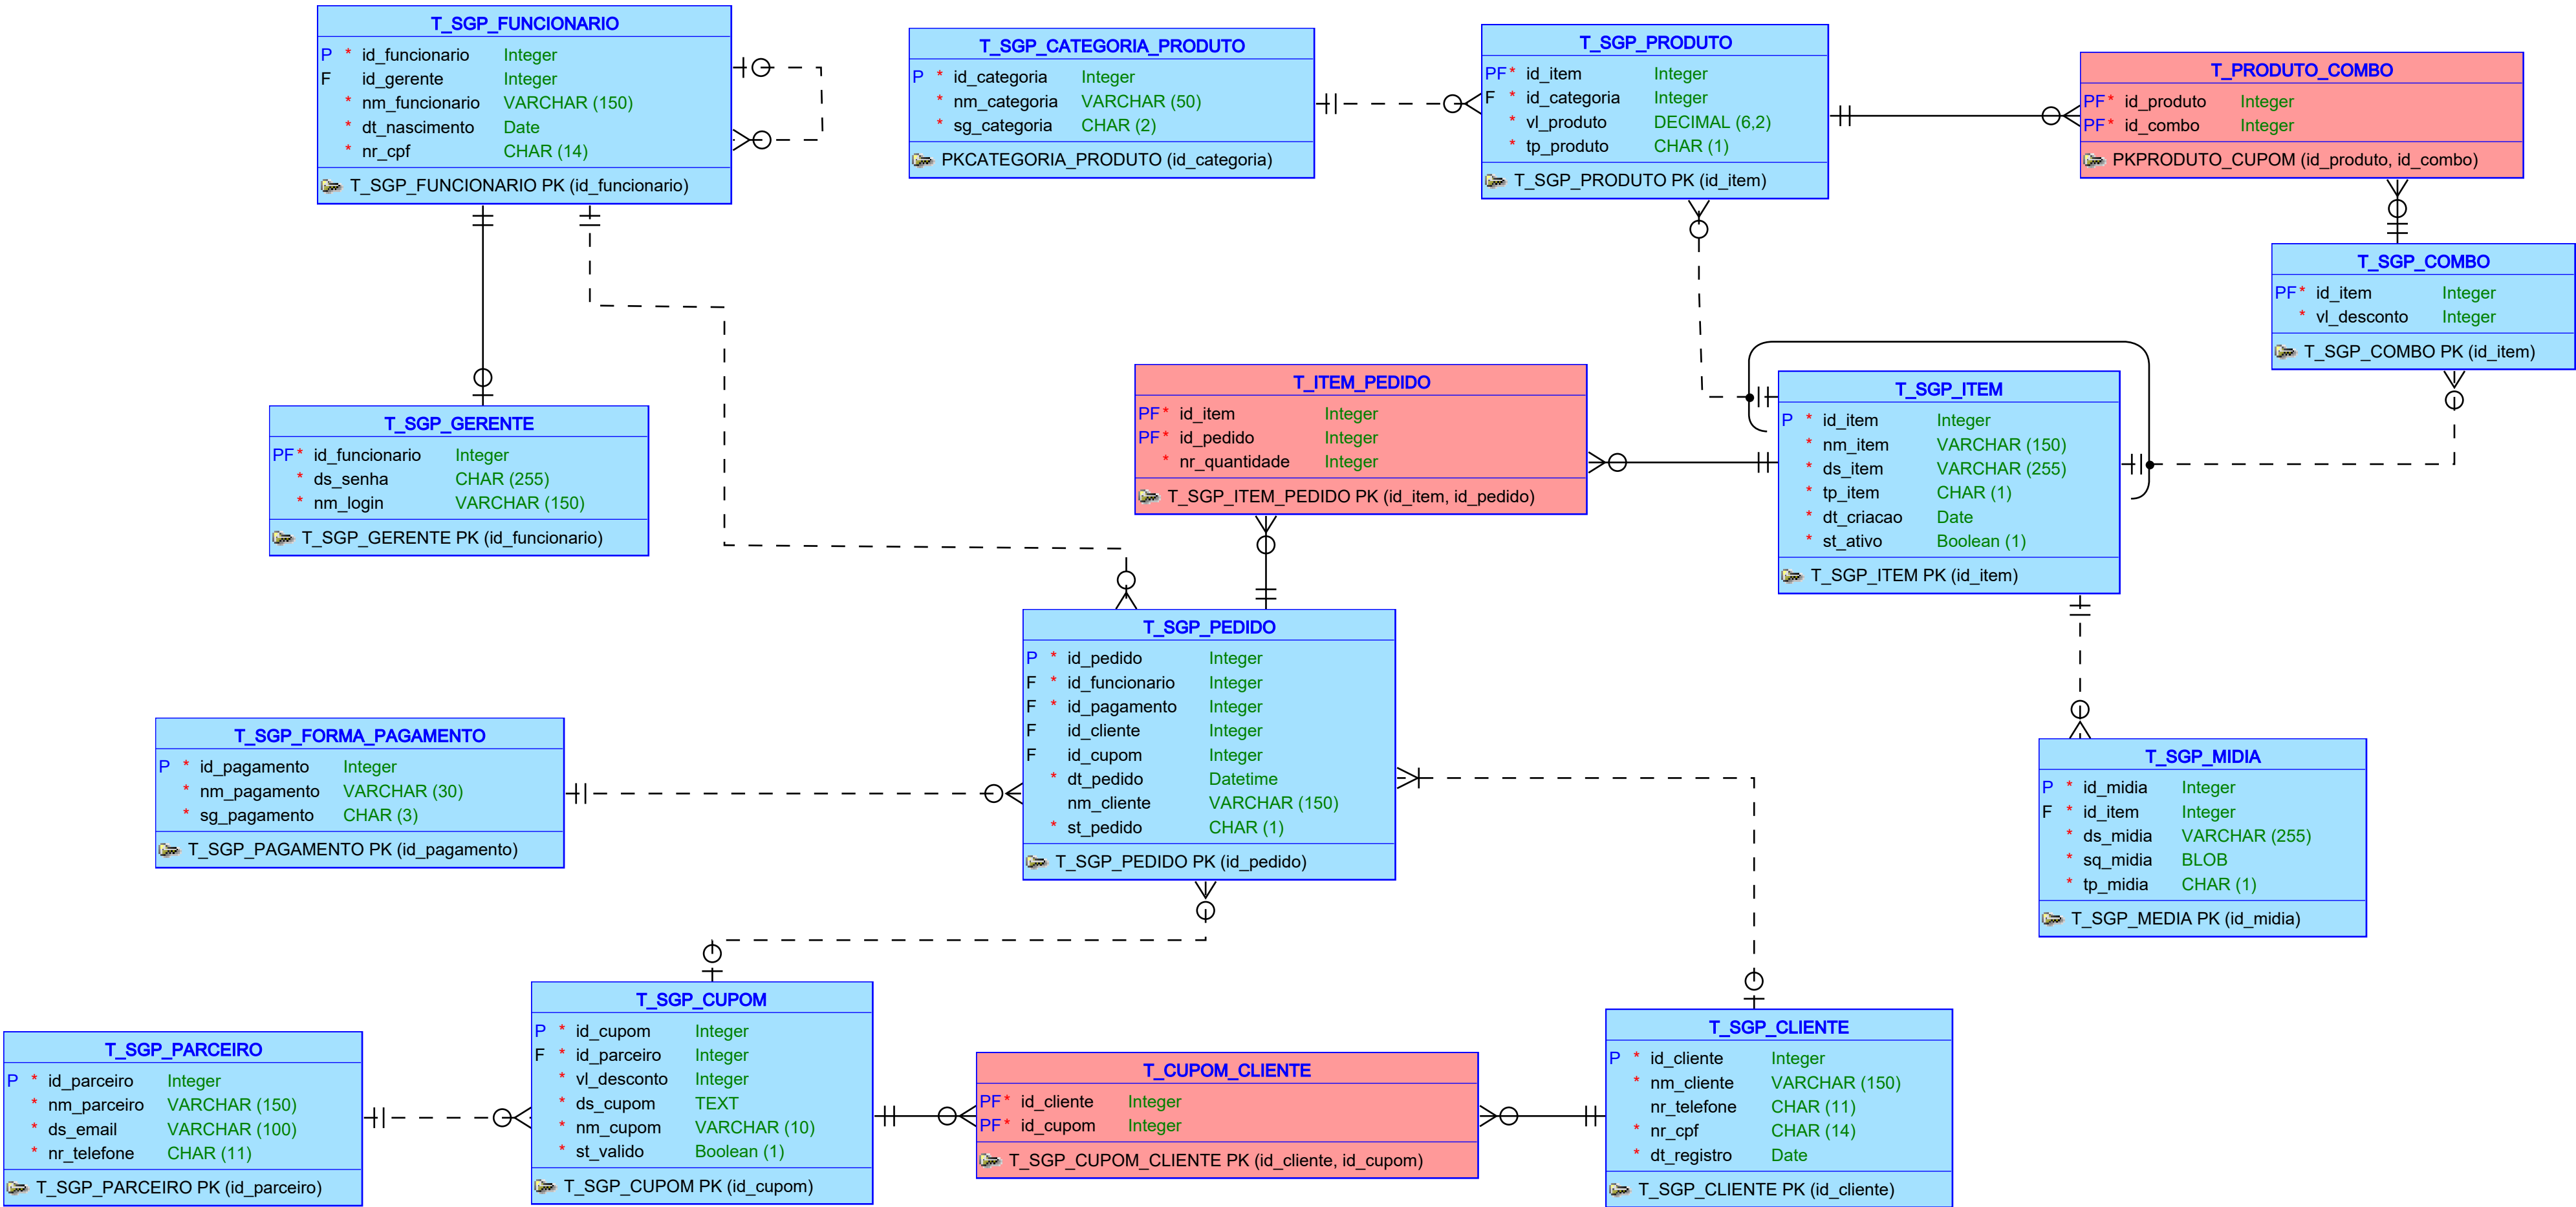 T_SGP_FUNCIONARIO
P * id_funcionario Integer
F id_gerente Integer
* nm_funcionario VARCHAR (150)
* dt_nascimento Date
* nr_cpf CHAR (14)
T_SGP_FUNCIONARIO PK (id_funcionario)
T_SGP_CATEGORIA_PRODUTO
P * id_categoria Integer
* nm_categoria VARCHAR (50)
* sg_categoria CHAR (2)
PKCATEGORIA_PRODUTO (id_categoria)
T_SGP_PRODUTO
PF * id_item Integer
F * id_categoria Integer
* vl_produto DECIMAL (6,2)
* tp_produto CHAR (1)
T_SGP_PRODUTO PK (id_item)
T_PRODUTO_COMBO
PF * id_produto Integer
PF * id_combo Integer
PKPRODUTO_CUPOM (id_produto, id_combo)
T_SGP_COMBO
PF * id_item Integer
* vl_desconto Integer
T_SGP_COMBO PK (id_item)
T_SGP_GERENTE
PF * id_funcionario Integer
* ds_senha CHAR (255)
* nm_login VARCHAR (150)
T_SGP_GERENTE PK (id_funcionario)
T_ITEM_PEDIDO
PF * id_item Integer
PF * id_pedido Integer
* nr_quantidade Integer
T_SGP_ITEM_PEDIDO PK (id_item, id_pedido)
T_SGP_ITEM
P * id_item Integer
* nm_item VARCHAR (150)
* ds_item VARCHAR (255)
* tp_item CHAR (1)
* dt_criacao Date
* st_ativo Boolean (1)
T_SGP_ITEM PK (id_item)
T_SGP_PEDIDO
P * id_pedido Integer
F * id_funcionario Integer
F * id_pagamento Integer
F id_cliente Integer
F id_cupom Integer
* dt_pedido Datetime
nm_cliente VARCHAR (150)
* st_pedido CHAR (1)
T_SGP_PEDIDO PK (id_pedido)
T_SGP_FORMA_PAGAMENTO
P * id_pagamento Integer
* nm_pagamento VARCHAR (30)
* sg_pagamento CHAR (3)
T_SGP_PAGAMENTO PK (id_pagamento)
T_SGP_MIDIA
P * id_midia Integer
F * id_item Integer
* ds_midia VARCHAR (255)
* sq_midia BLOB
* tp_midia CHAR (1)
T_SGP_MEDIA PK (id_midia)
T_SGP_PARCEIRO
P * id_parceiro Integer
* nm_parceiro VARCHAR (150)
* ds_email VARCHAR (100)
* nr_telefone CHAR (11)
T_SGP_PARCEIRO PK (id_parceiro)
T_SGP_CUPOM
P * id_cupom Integer
F * id_parceiro Integer
* vl_desconto Integer
* ds_cupom TEXT
* nm_cupom VARCHAR (10)
* st_valido Boolean (1)
T_SGP_CUPOM PK (id_cupom)
T_CUPOM_CLIENTE
PF * id_cliente Integer
PF * id_cupom Integer
T_SGP_CUPOM_CLIENTE PK (id_cliente, id_cupom)
T_SGP_CLIENTE
P * id_cliente Integer
* nm_cliente VARCHAR (150)
nr_telefone CHAR (11)
* nr_cpf CHAR (14)
* dt_registro Date
T_SGP_CLIENTE PK (id_cliente)